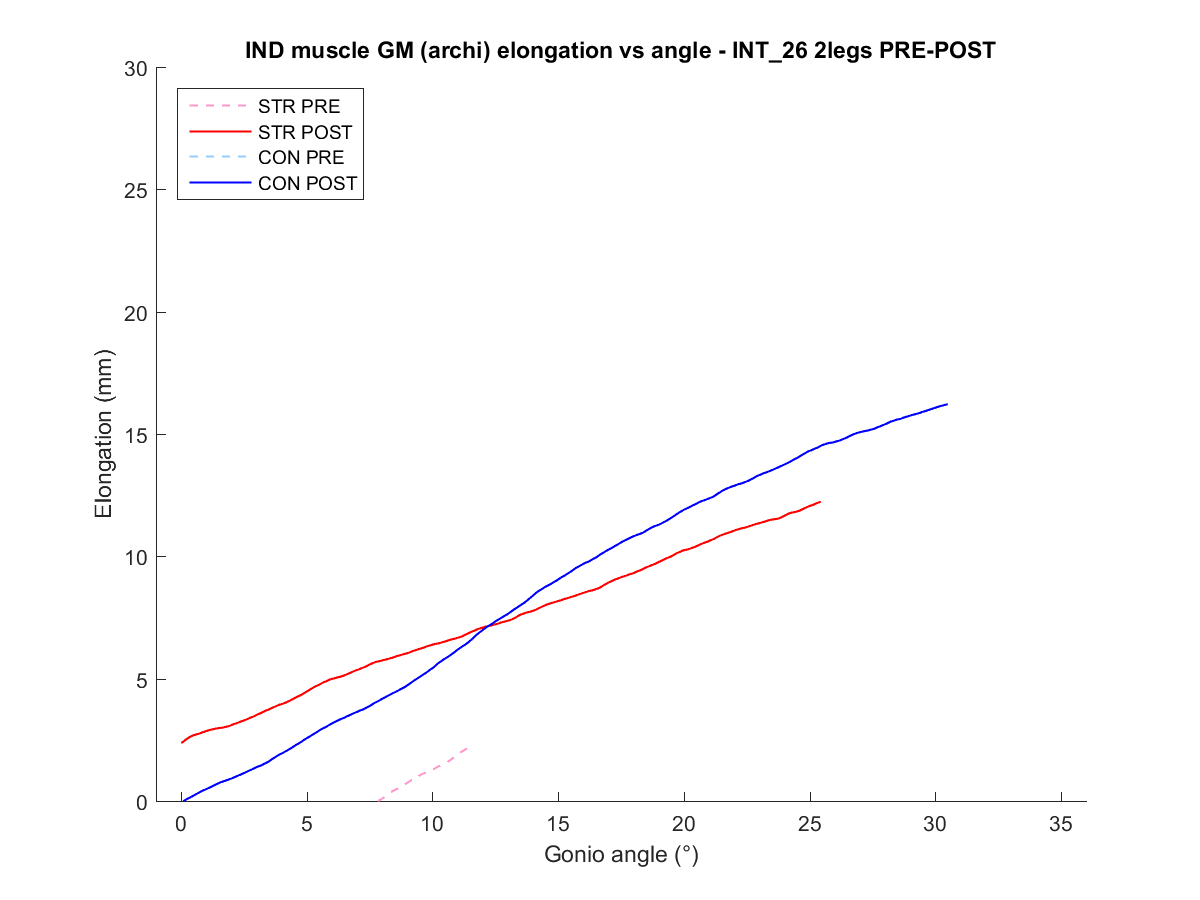 IND muscle GM (archi) elongation vs angle - INT_26 2legs PRE-POST
30
25
20
15
10
5
0
Elongation (mm)
STR PRE
STR POST
CON PRE
CON POST
0 5 10 15 20 25 30 35
Gonio angle (°)